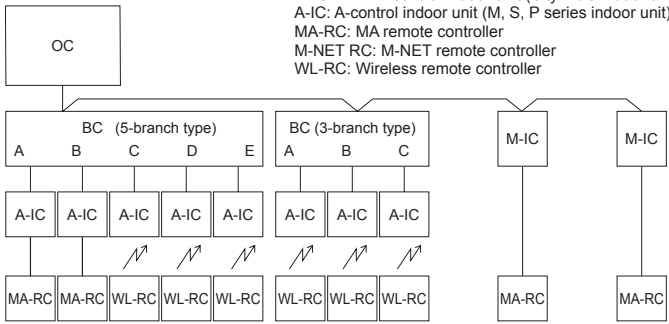 A-IC: A-control indoor unit (M, S, P series indoor unit)
MA-RC: MA remote controller
M-NET RC: M-NET remote controller
WL-RC: Wireless remote controller
OC
BC (5-branch type)
A B C D E
BC (3-branch type)
A B C
M-IC
M-IC
A-IC A-IC A-IC A-IC A-IC A-IC A-IC A-IC
MA-RC MA-RC WL-RC WL-RC WL-RC WL-RC WL-RC WL-RC MA-RC MA-RC